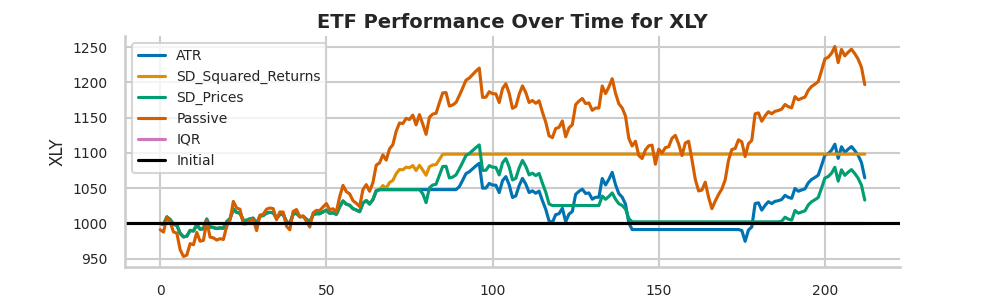 ETF Performance Over Time for XLY
XLY
1250
1200
1150
1100
1050
1000
950
ATR
SD_Squared_Returns
SD_Prices
Passive
IQR
Initial
0 50 100 150 200